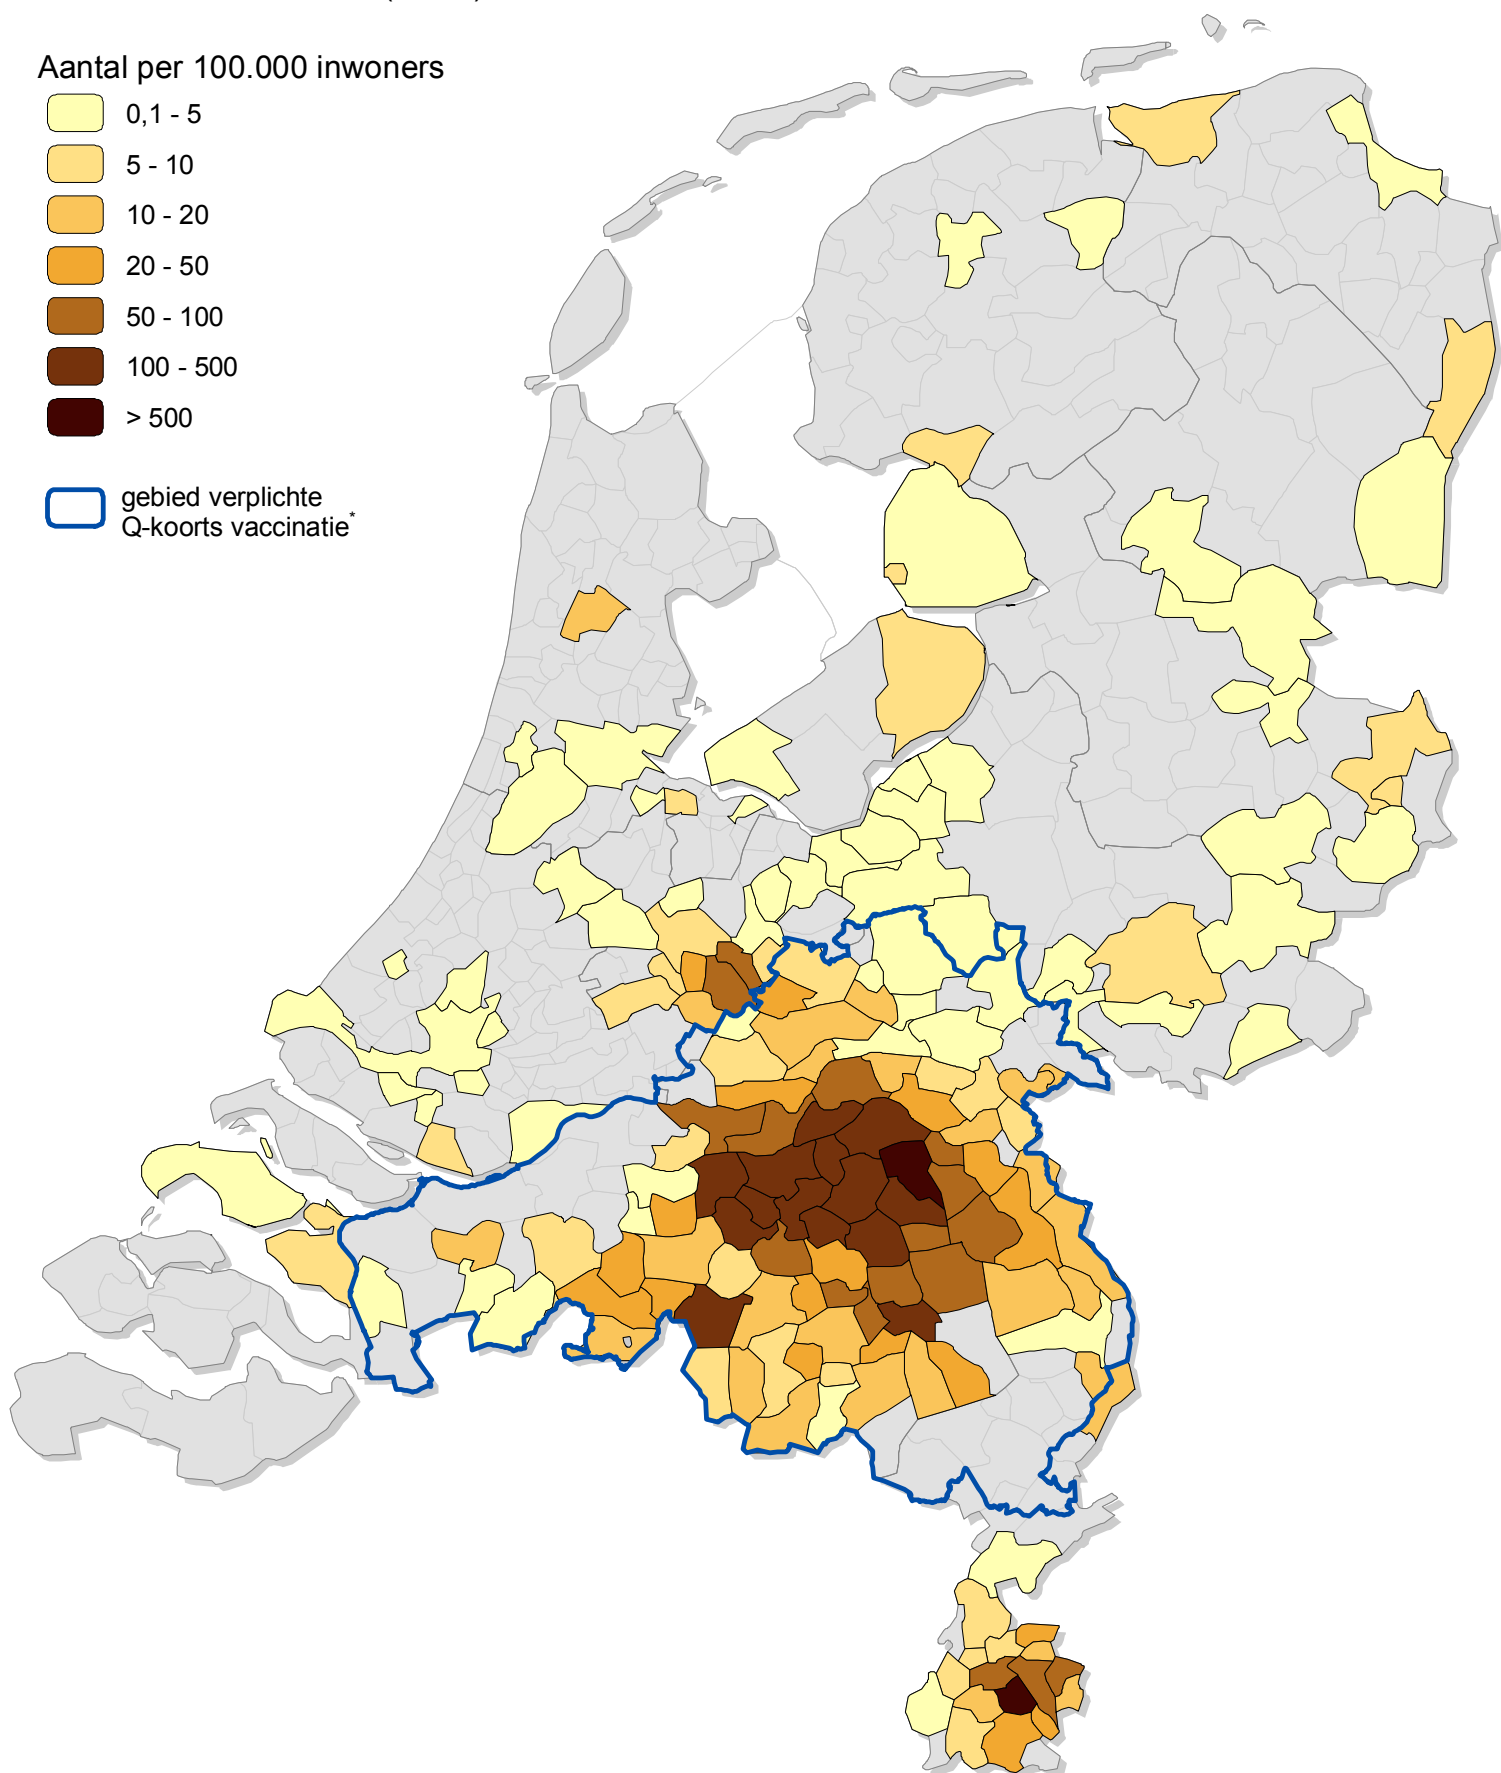 Aantal per 100.000 inwoners
0,1 - 5
5 - 10
10 - 20
20 - 50
50 - 100
100 - 500
> 500
gebied verplichte
Q-koorts vaccinatie*